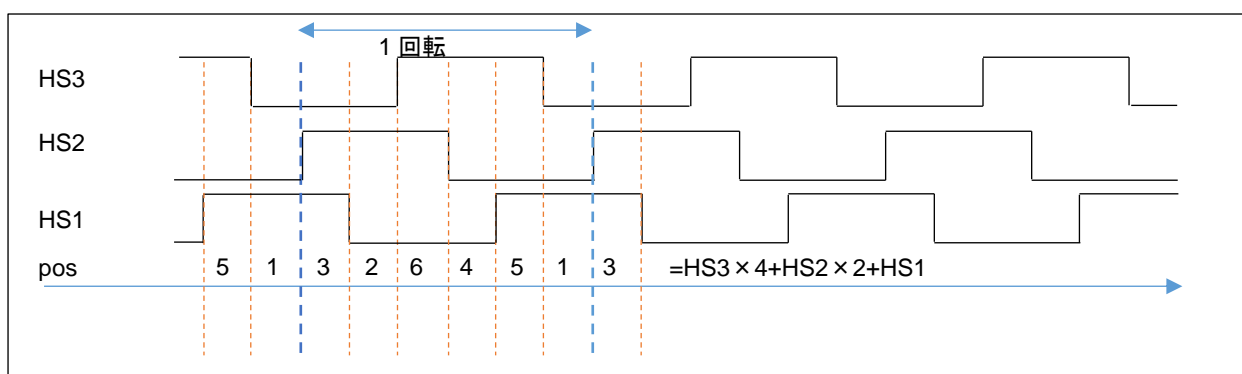 1 回転
HS3
HS2
HS1
pos 5 1 3 2 6 4 5 1 3 =HS3×4+HS2×2+HS1